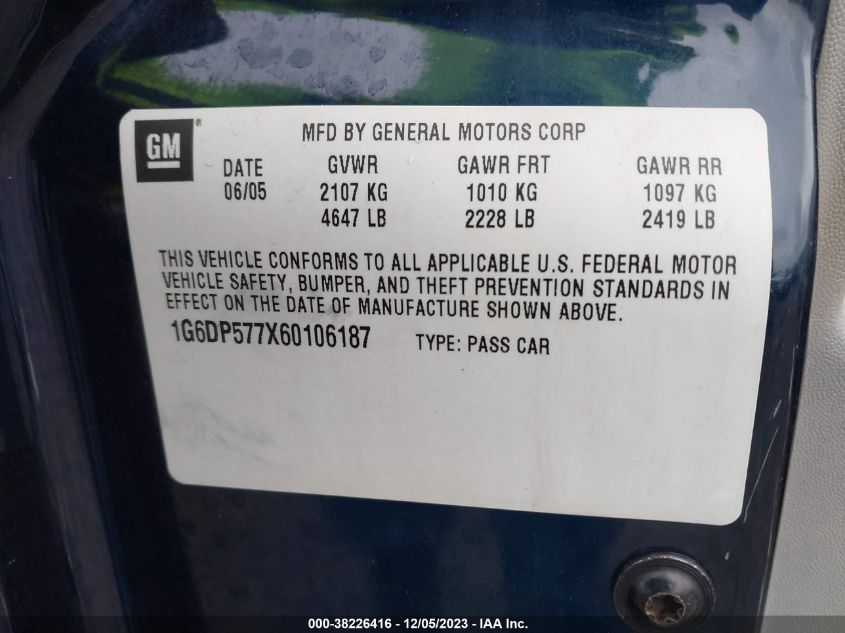 GM® MFD BY GENERAL MOTORS CORP
DATE GVWR GAWR FRT GAWR RR
06/05 2107 KG 1010 KG 1097 KG
4647 LB 2228 LB 2419 LB
THIS VEHICLE CONFORMS TO ALL APPLICABLE U.S. FEDERAL MOTOR
VEHICLE SAFETY, BUMPER, AND THEFT PREVENTION STANDARDS IN
EFFECT ON THE DATE OF MANUFACTURE SHOWN ABOVE.
1G6DP577X60106187 TYPE: PASS CAR
000-38226416 - 12/05/2023 - IAA Inc.